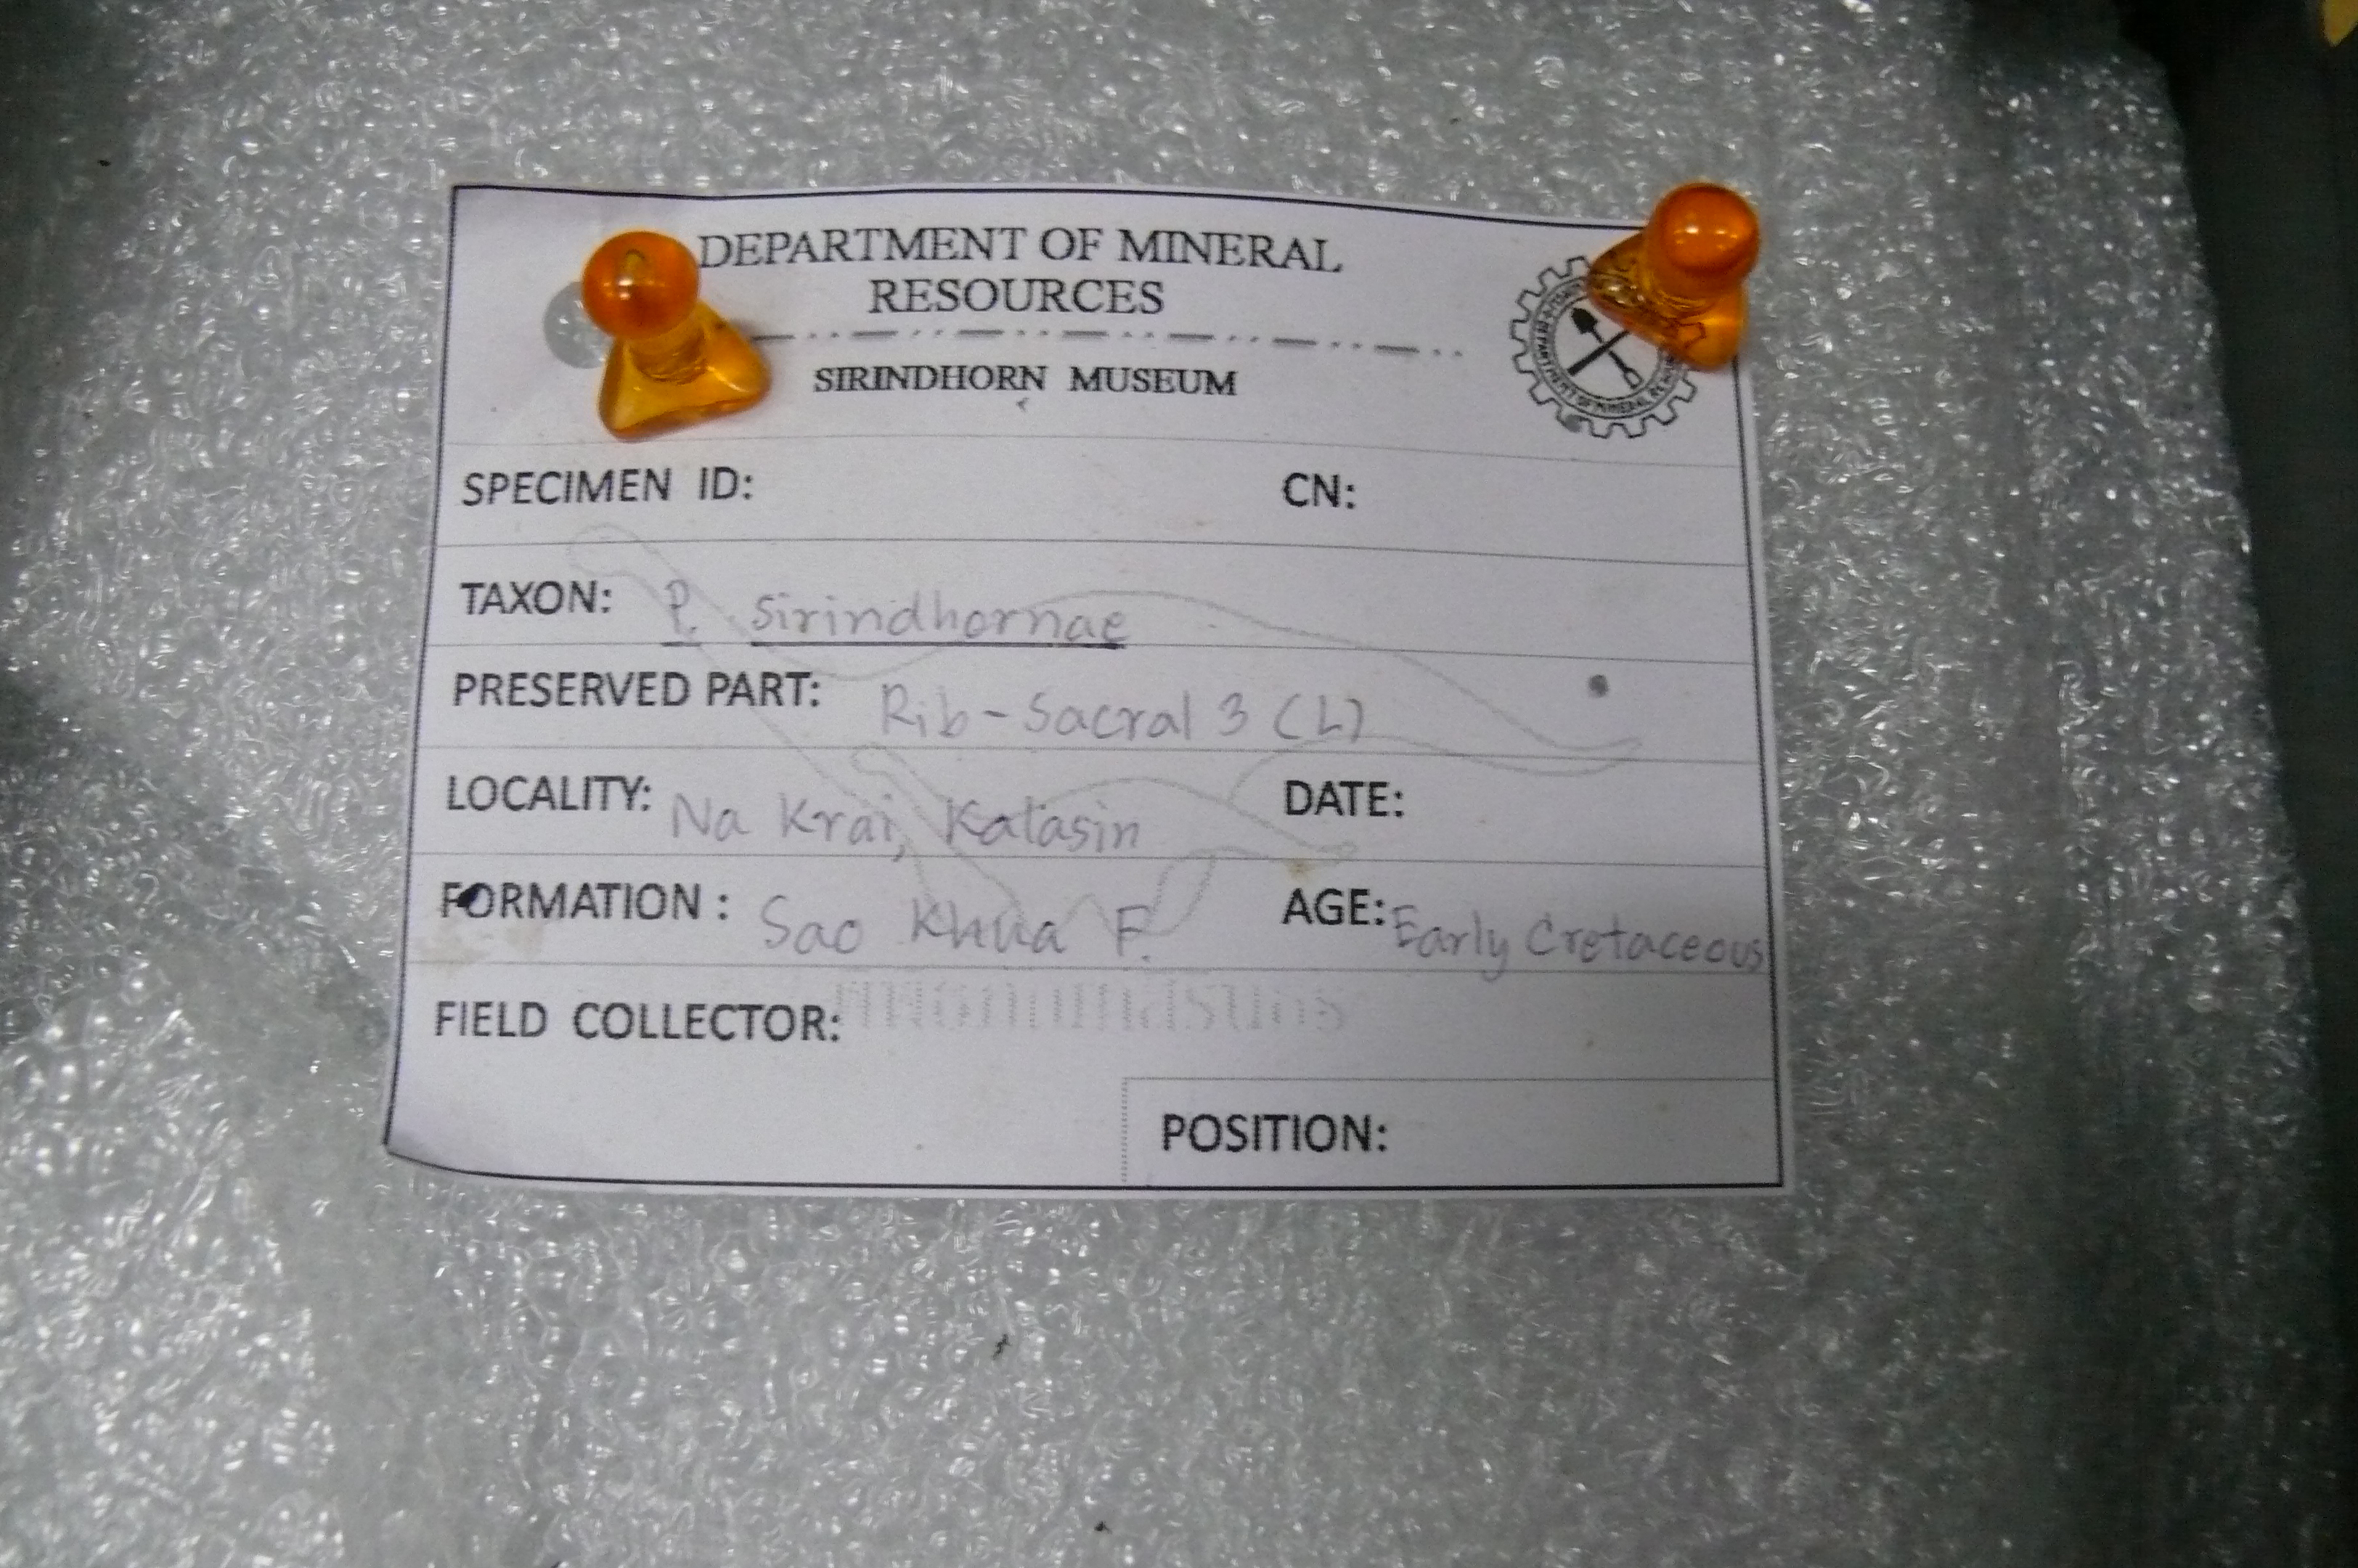 DEPARTMENT OF MINERAL
RESOURCES
SIRINDHORN MUSEUM
SPECIMEN ID: CN:
TAXON: P. sirindhornae
PRESERVED PART: Rib-Sacral 3 (L)
LOCALITY: Na Krai, Kalasin DATE:
FORMATION : Sao Khua F. AGE: Early Cretaceous
FIELD COLLECTOR:
POSITION: